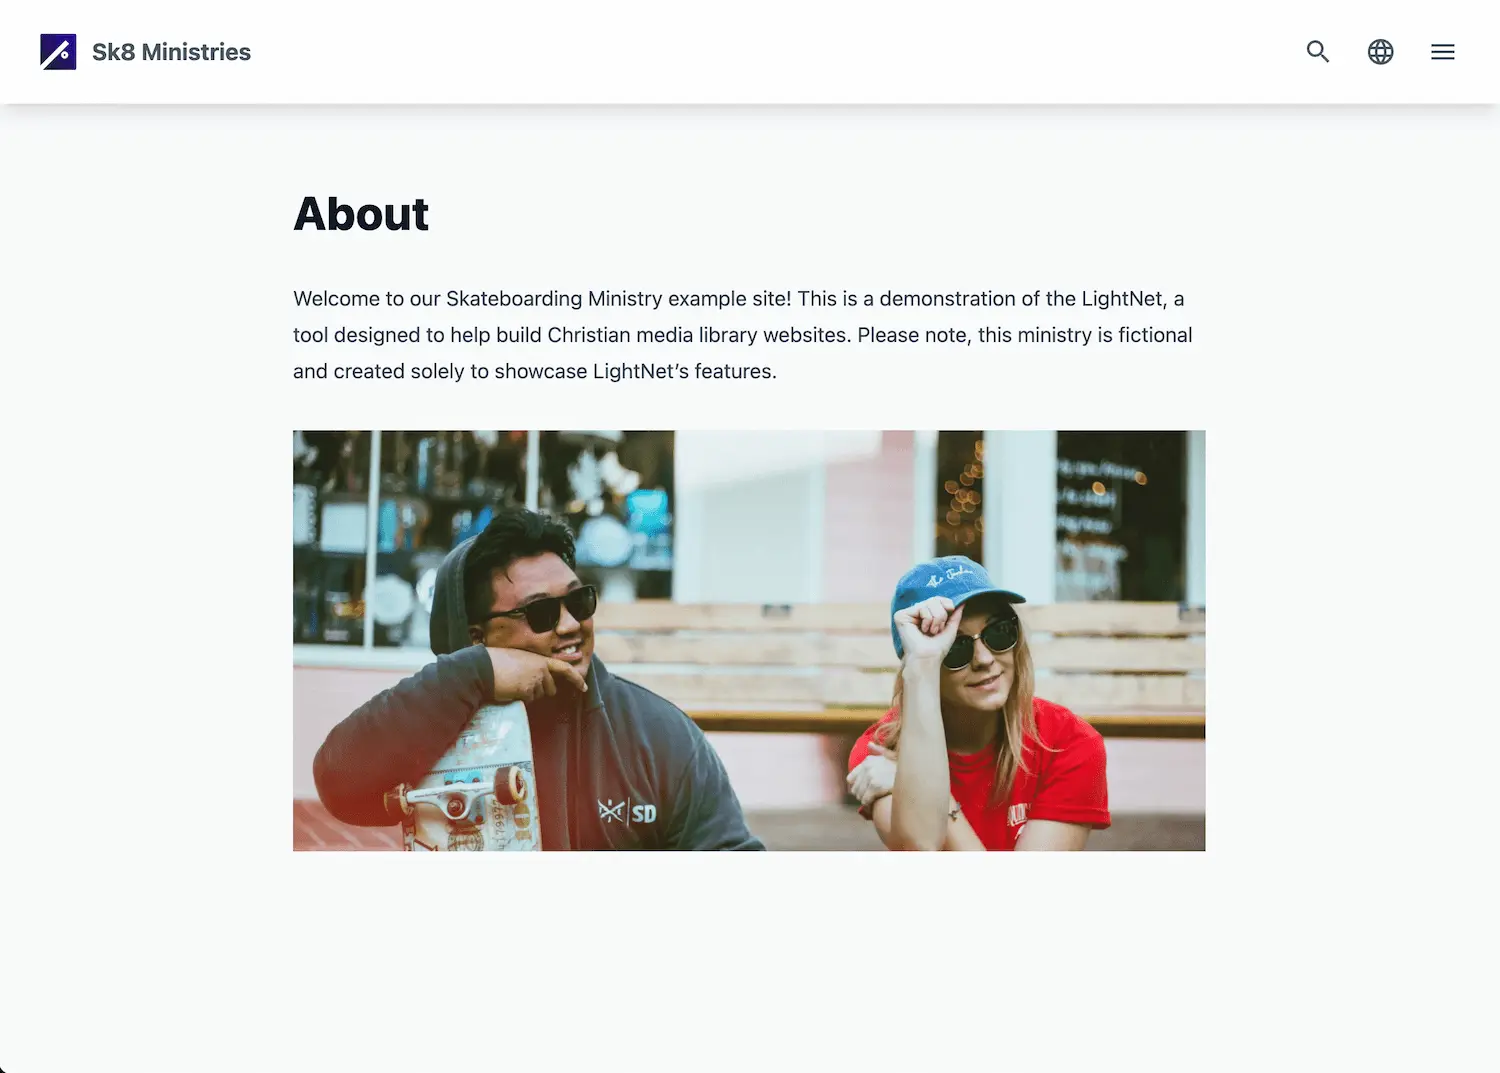 Sk8 Ministries
About
Welcome to our Skateboarding Ministry example site! This is a demonstration of the LightNet, a
tool designed to help build Christian media library websites. Please note, this ministry is fictional
and created solely to showcase LightNet’s features.
SD